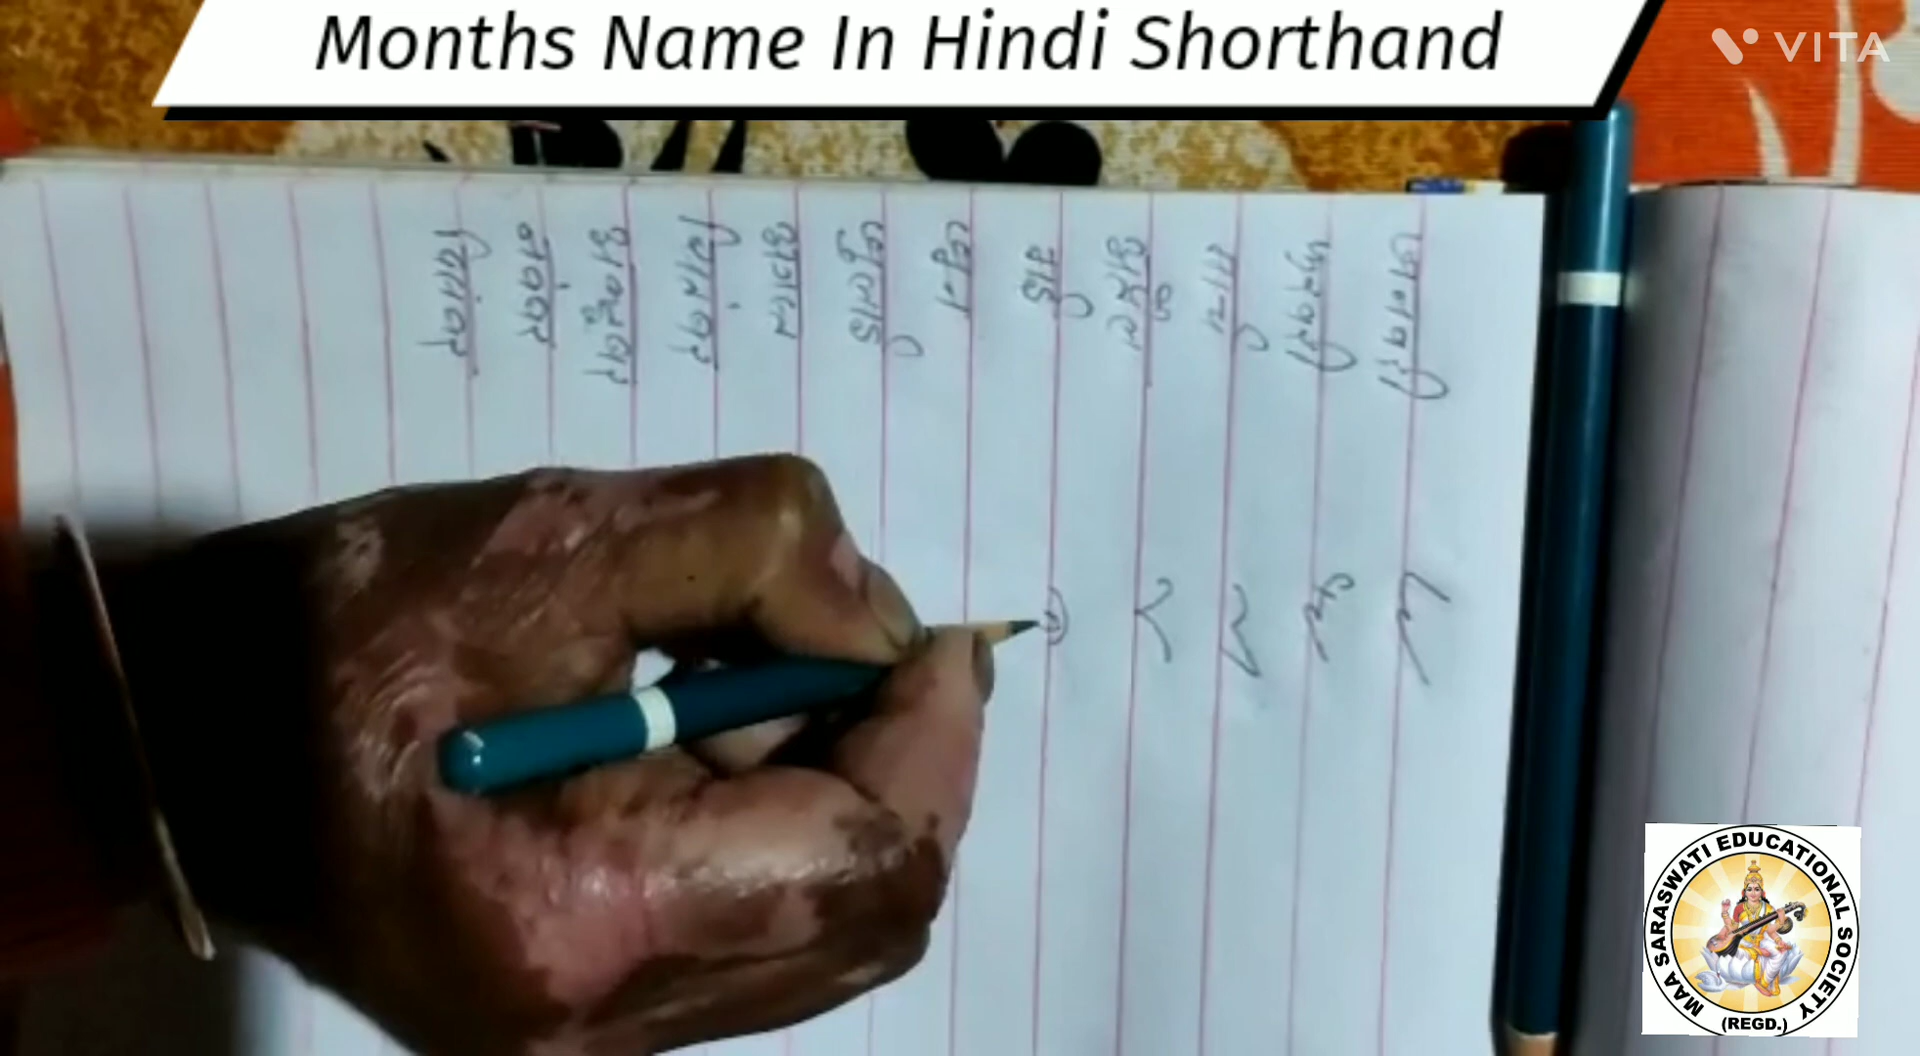 Months Name In Hindi Shorthand
VITA
जनवरी
फरवरी
मार्च
अप्रैल
मई
जून
जुलाई
अगस्त
सितंबर
अक्टूबर
नवंबर
दिसंबर
MAA SARASWATI EDUCATIONAL SOCIETY
(REGD.)